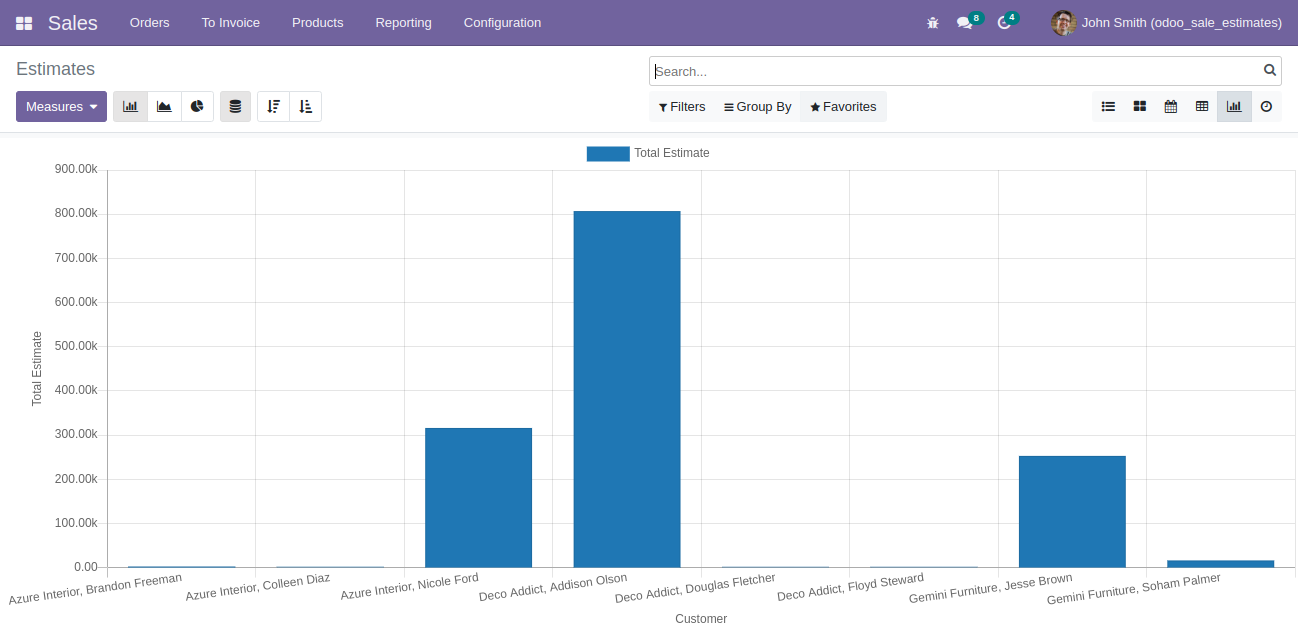 Sales Orders To Invoice Products Reporting Configuration 8 4 John Smith (odoo_sale_estimates)
Estimates
Search...
Measures Filters Group By Favorites
Total Estimate
900.00k
800.00k
700.00k
600.00k
500.00k
400.00k
300.00k
200.00k
100.00k
0.00
Total Estimate
Azure Interior, Brandon Freeman
Azure Interior, Colleen Diaz
Azure Interior, Nicole Ford
Deco Addict, Addison Olson
Deco Addict, Douglas Fletcher
Deco Addict, Floyd Steward
Gemini Furniture, Jesse Brown
Gemini Furniture, Soham Palmer
Customer